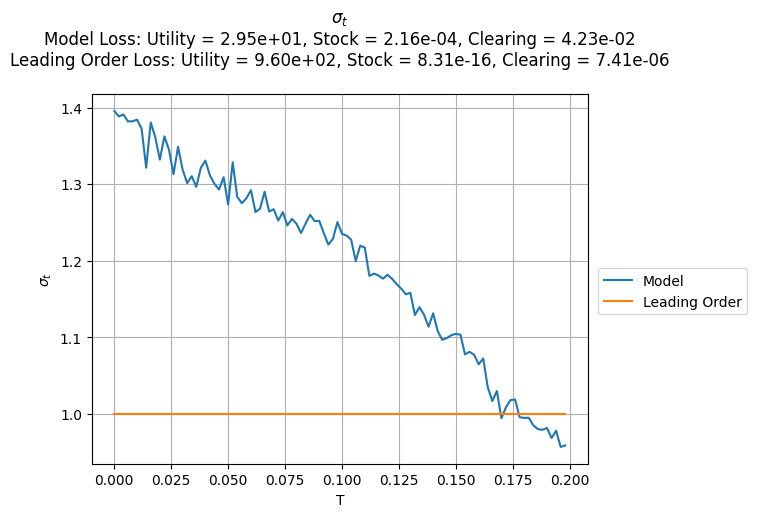 σ_t
Model Loss: Utility = 2.95e+01, Stock = 2.16e-04, Clearing = 4.23e-02
Leading Order Loss: Utility = 9.60e+02, Stock = 8.31e-16, Clearing = 7.41e-06
1.4
1.3
1.2
1.1
1.0
σ_t
0.000 0.025 0.050 0.075 0.100 0.125 0.150 0.175 0.200
T
Model
Leading Order